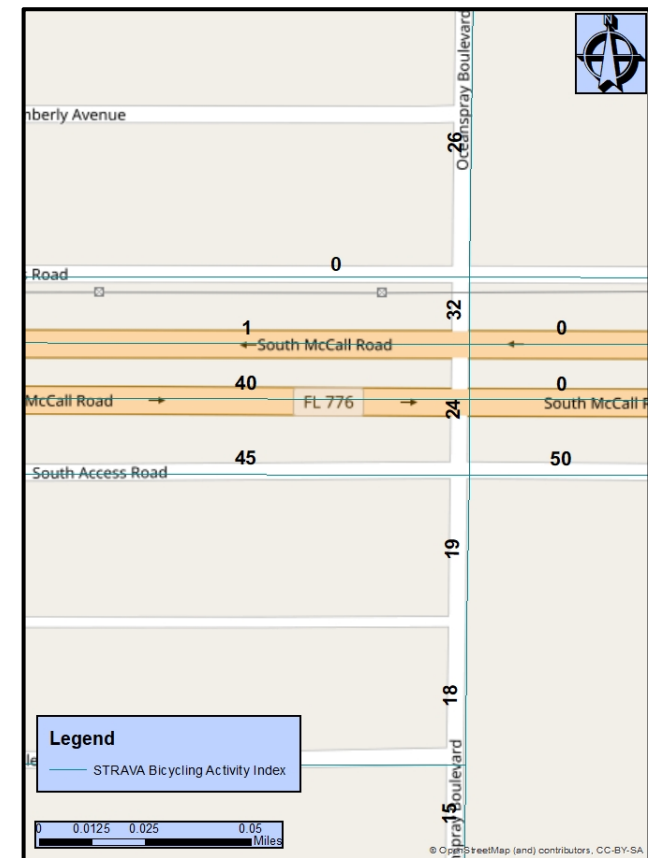 N
Oceanspray Boulevard
nberly Avenue
26
0
Road
32
1
0
South McCall Road
40
0
McCall Road
FL 776
24
South McCall R
45
50
South Access Road
19
18
Legend
STRAVA Bicycling Activity Index
15
nspray Boulevard
0 0.0125 0.025 0.05
Miles
© OpenStreetMap (and) contributors, CC-BY-SA